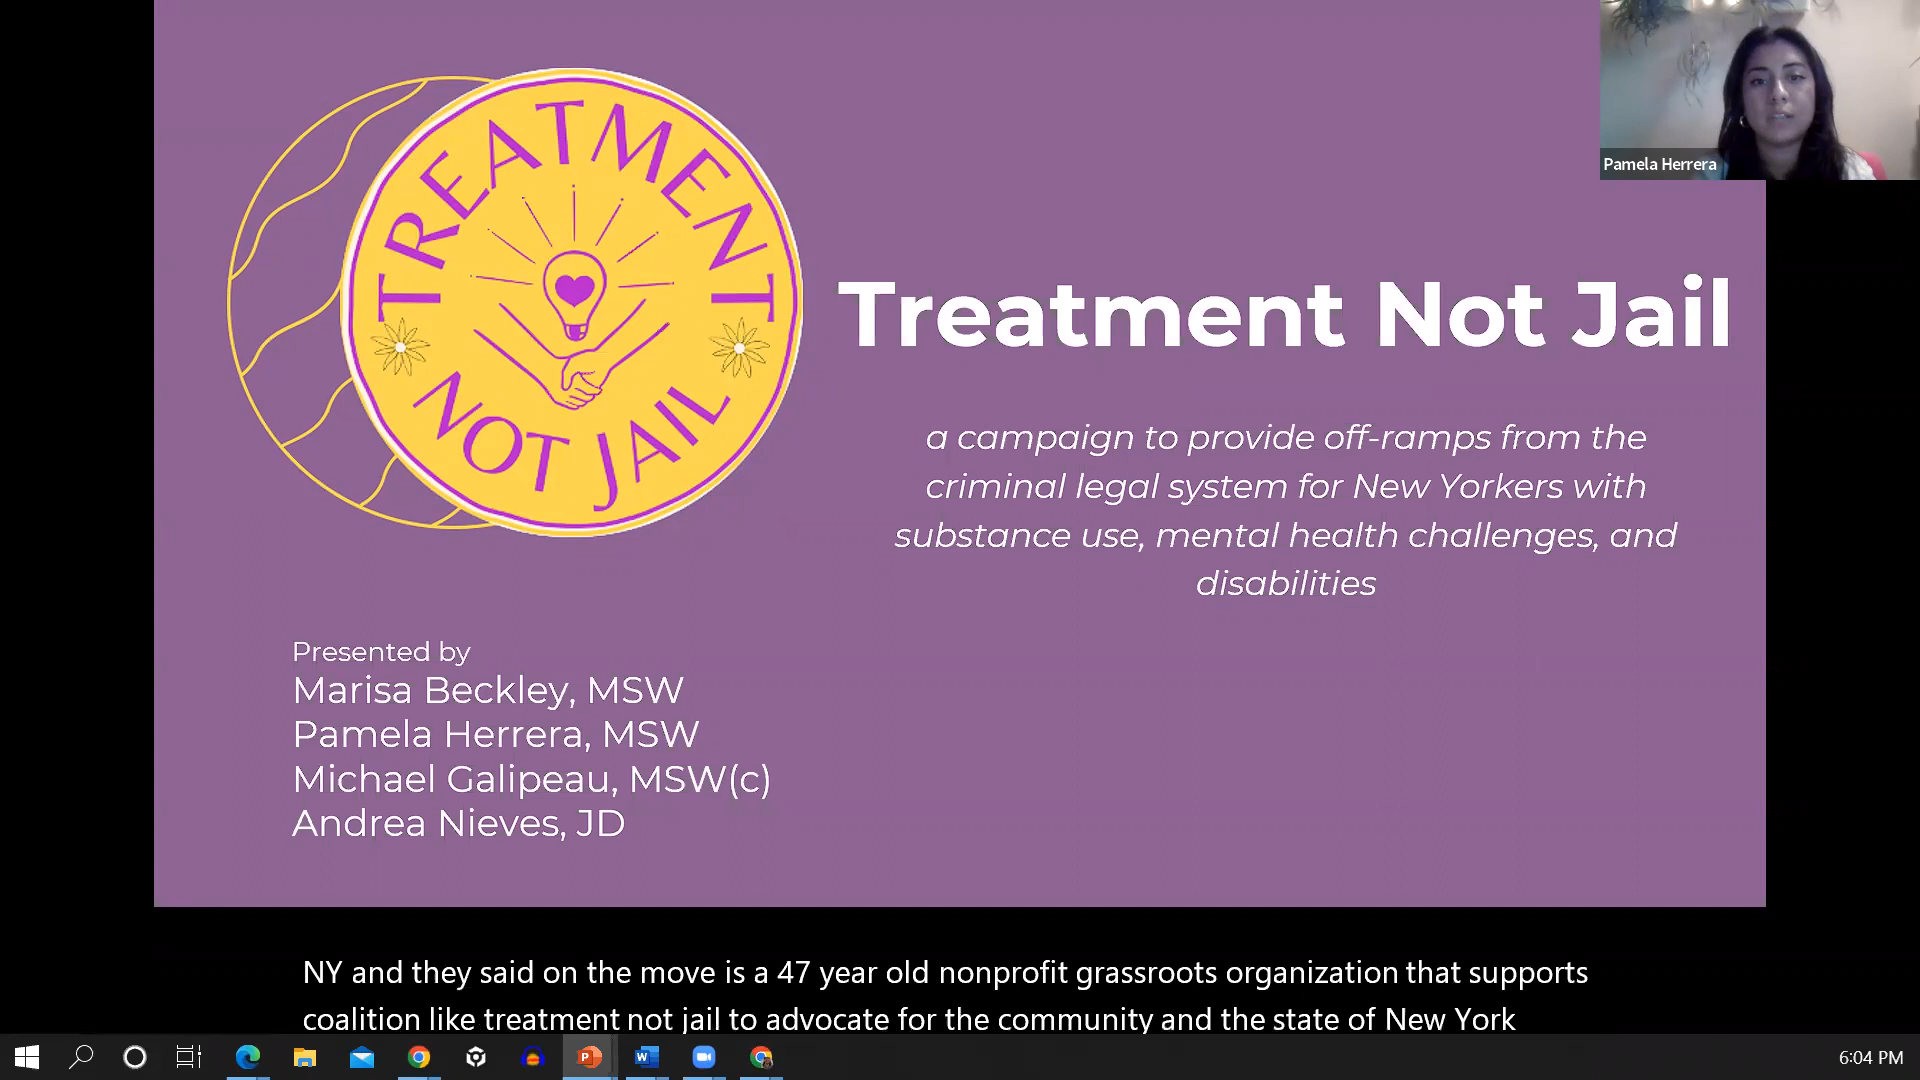 TREATMENT
NOT JAIL
Treatment Not Jail
a campaign to provide off-ramps from the
criminal legal system for New Yorkers with
substance use, mental health challenges, and
disabilities
Presented by
Marisa Beckley, MSW
Pamela Herrera, MSW
Michael Galipeau, MSW(c)
Andrea Nieves, JD
Pamela Herrera
NY and they said on the move is a 47 year old nonprofit grassroots organization that supports
coalition like treatment not jail to advocate for the community and the state of New York
P
W
6:04 PM